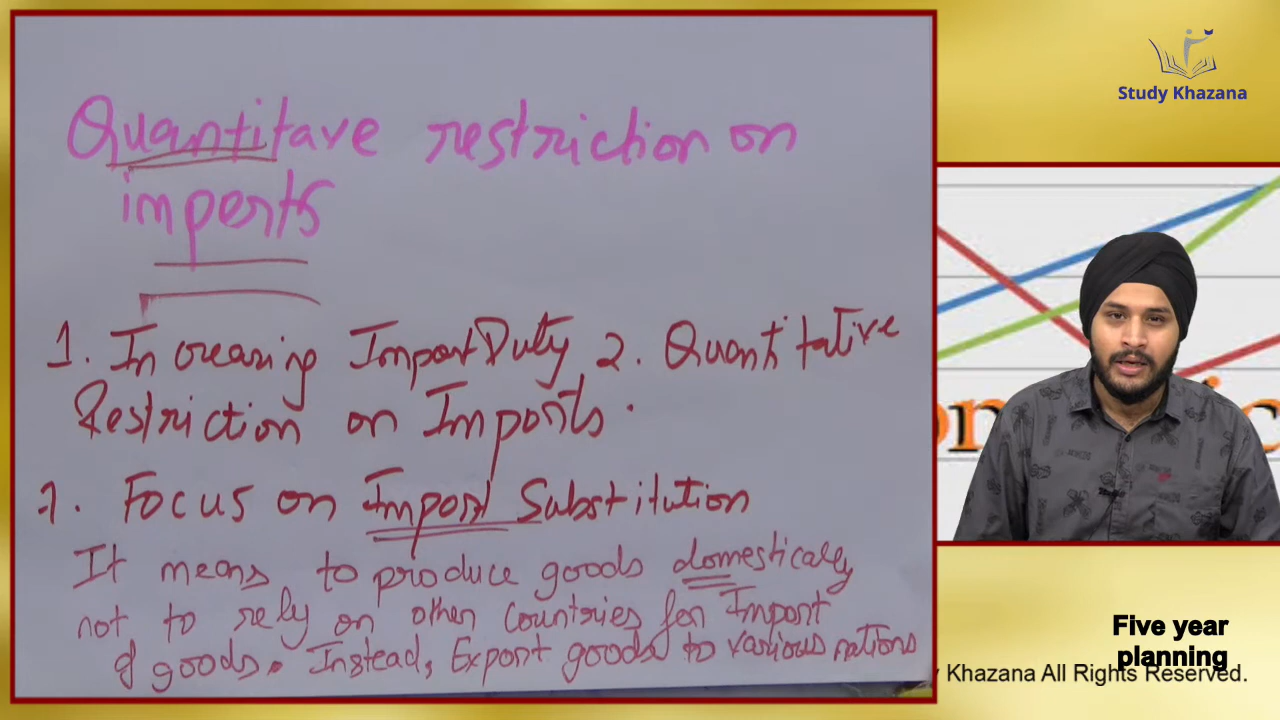 Quantitave restriction on
imports
1. Increasing Import Duty 2. Quantitative
Restriction on Imports.
7. Focus on Import Substitution
It means, to produce goods domestically
not to rely on other countries for Import
of goods. Instead, Export goods to various nations
Study Khazana
Five year
planning
Khazana All Rights Reserved.